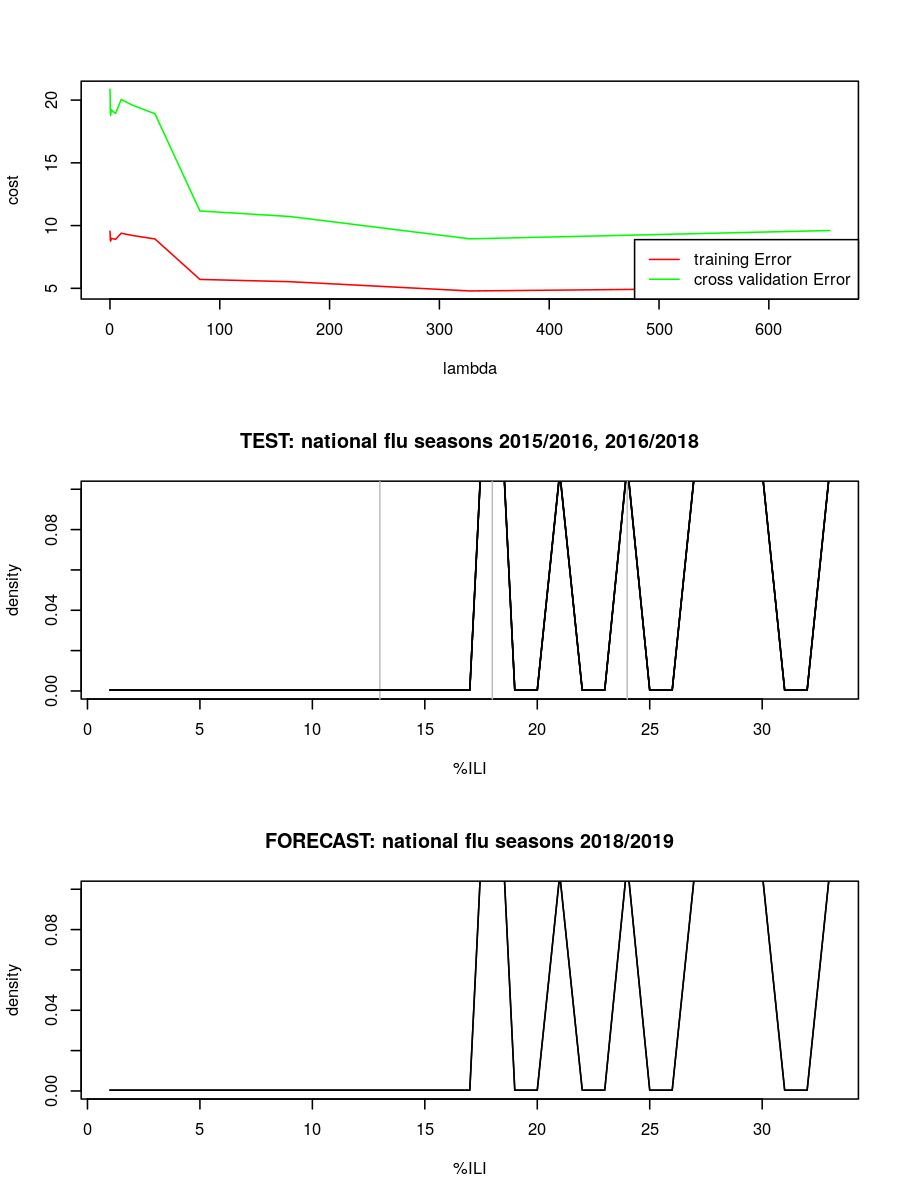 20
15
10
5
cost
training Error
cross validation Error
0 100 200 300 400 500 600
lambda
TEST: national flu seasons 2015/2016, 2016/2018
0.08
0.04
0.00
density
0 5 10 15 20 25 30
%ILI
FORECAST: national flu seasons 2018/2019
0.08
0.04
0.00
density
0 5 10 15 20 25 30
%ILI